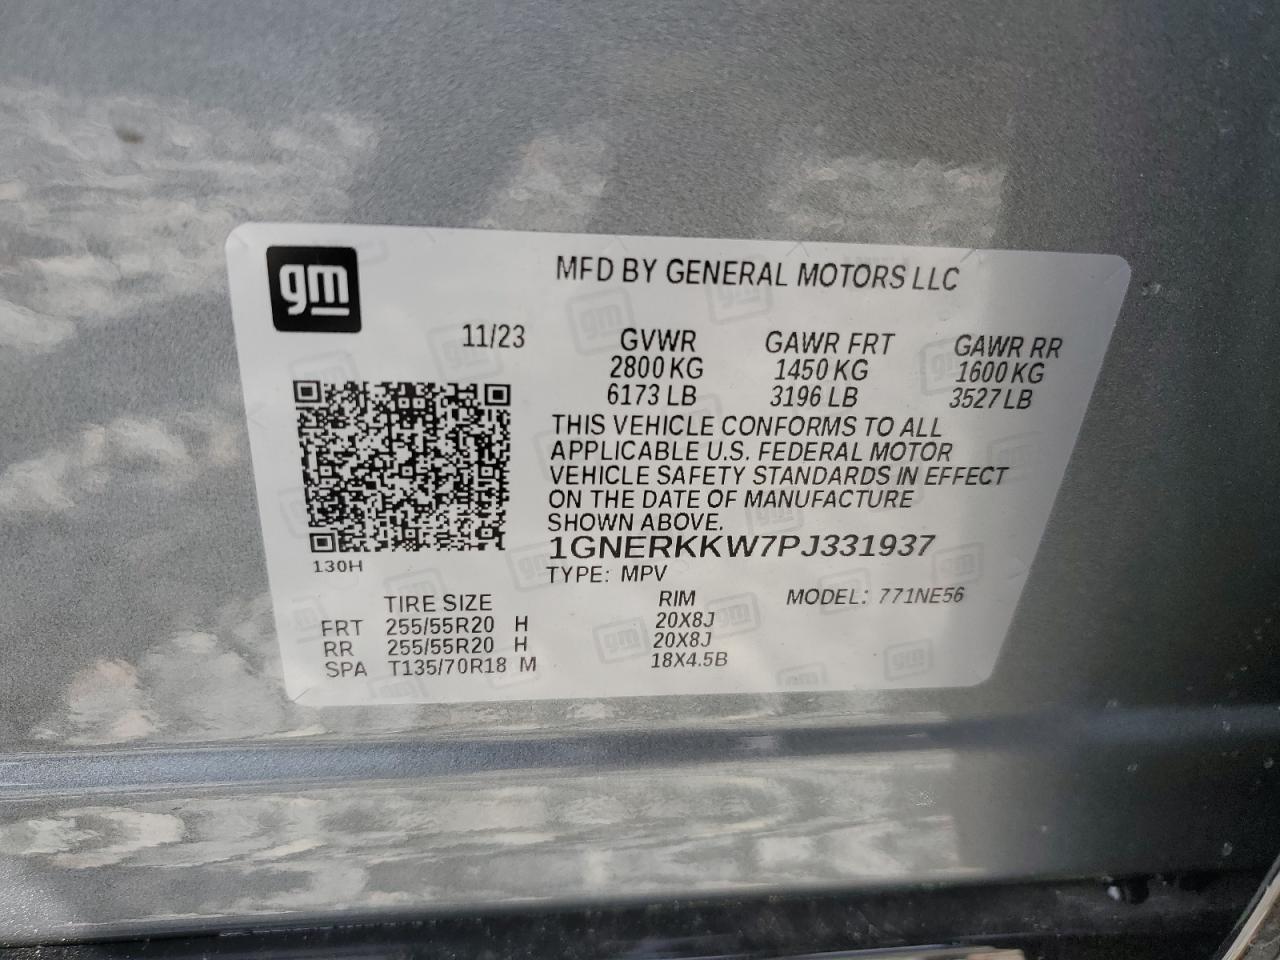 gm
MFD BY GENERAL MOTORS LLC
11/23 GVWR GAWR FRT GAWR RR
2800 KG 1450 KG 1600 KG
6173 LB 3196 LB 3527 LB
THIS VEHICLE CONFORMS TO ALL
APPLICABLE U.S. FEDERAL MOTOR
VEHICLE SAFETY STANDARDS IN EFFECT
ON THE DATE OF MANUFACTURE
SHOWN ABOVE.
1GNERKKW7PJ331937
130H
TYPE: MPV
TIRE SIZE RIM MODEL: 771NE56
FRT 255/55R20 H 20X8J
RR 255/55R20 H 20X8J
SPA T135/70R18 M 18X4.5B